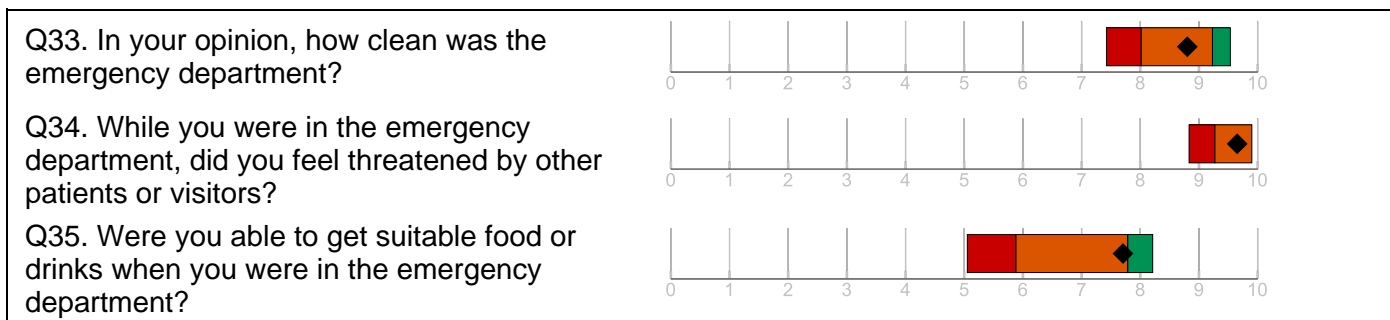 Q33. In your opinion, how clean was the
emergency department?
0 1 2 3 4 5 6 7 8 9 10
Q34. While you were in the emergency
department, did you feel threatened by other
patients or visitors?
0 1 2 3 4 5 6 7 8 9 10
Q35. Were you able to get suitable food or
drinks when you were in the emergency
department?
0 1 2 3 4 5 6 7 8 9 10